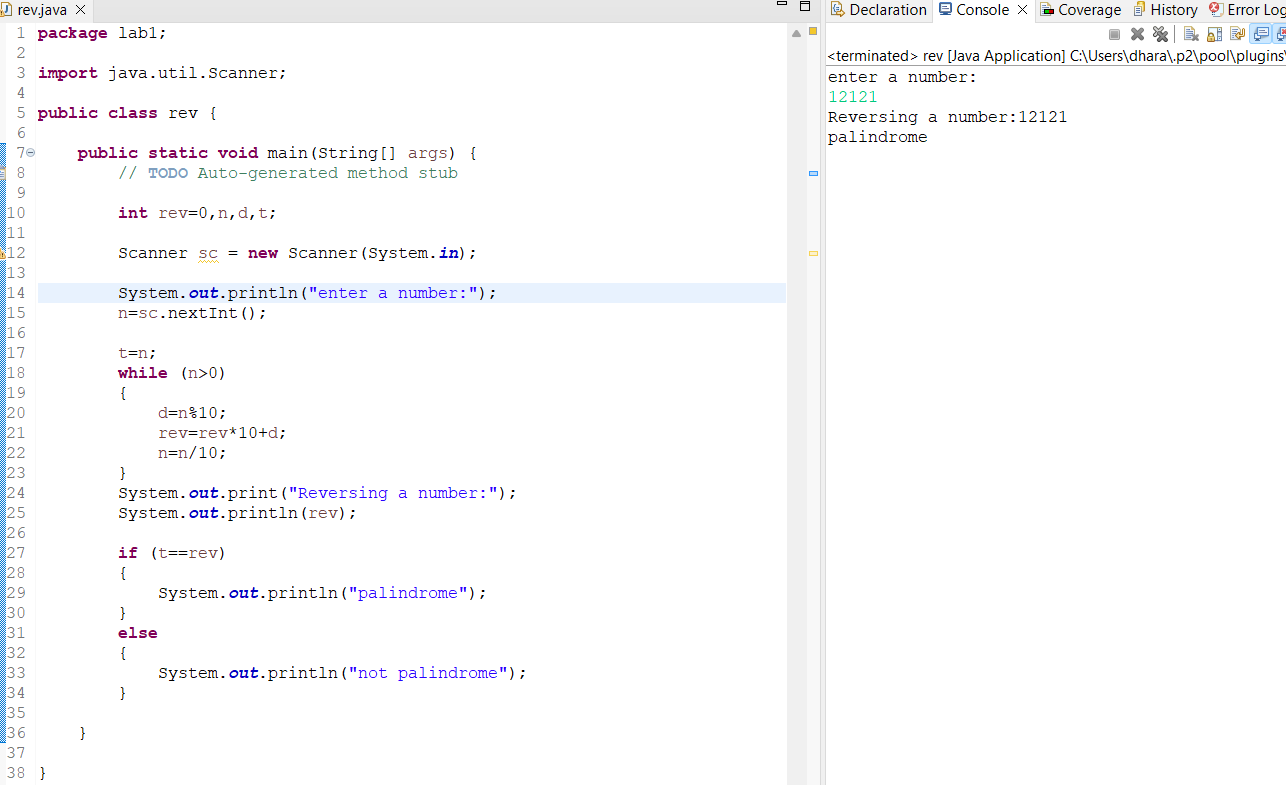 rev.java
1 package lab1;
2
3 import java.util.Scanner;
4
5 public class rev {
6
7 public static void main(String[] args) {
8 // TODO Auto-generated method stub
9
10 int rev=0,n,d,t;
11
12 Scanner sc = new Scanner(System.in);
13
14 System.out.println("enter a number:");
15 n=sc.nextInt();
16
17 t=n;
18 while (n>0)
19 {
20 d=n%10;
21 rev=rev*10+d;
22 n=n/10;
23 }
24 System.out.print("Reversing a number:");
25 System.out.println(rev);
26
27 if (t==rev)
28 {
29 System.out.println("palindrome");
30 }
31 else
32 {
33 System.out.println("not palindrome");
34 }
35
36 }
37
38 }
Declaration Console Coverage History Error Log
<terminated> rev [Java Application] C:\Users\dhara\.p2\pool\plugins\
enter a number:
12121
Reversing a number:12121
palindrome